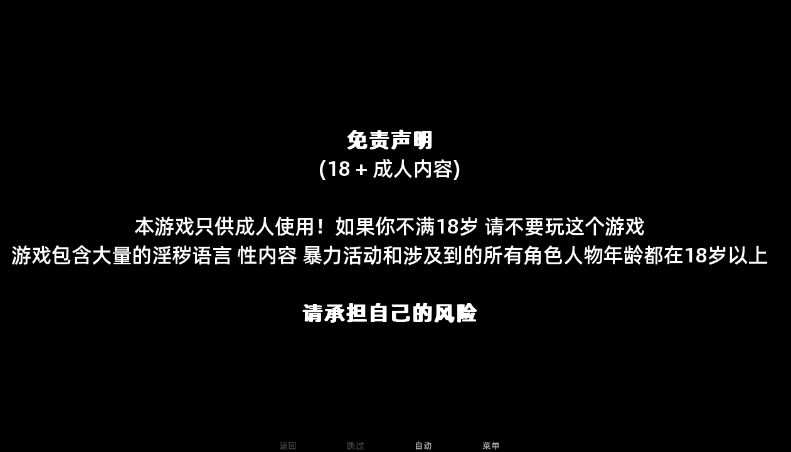 免责声明
(18 + 成人内容)
本游戏只供成人使用！如果你不满18岁 请不要玩这个游戏
游戏包含大量的淫秽语言 性内容 暴力活动和涉及到的所有角色人物年龄都在18岁以上
请承担自己的风险
返回 跳过 自动 菜单